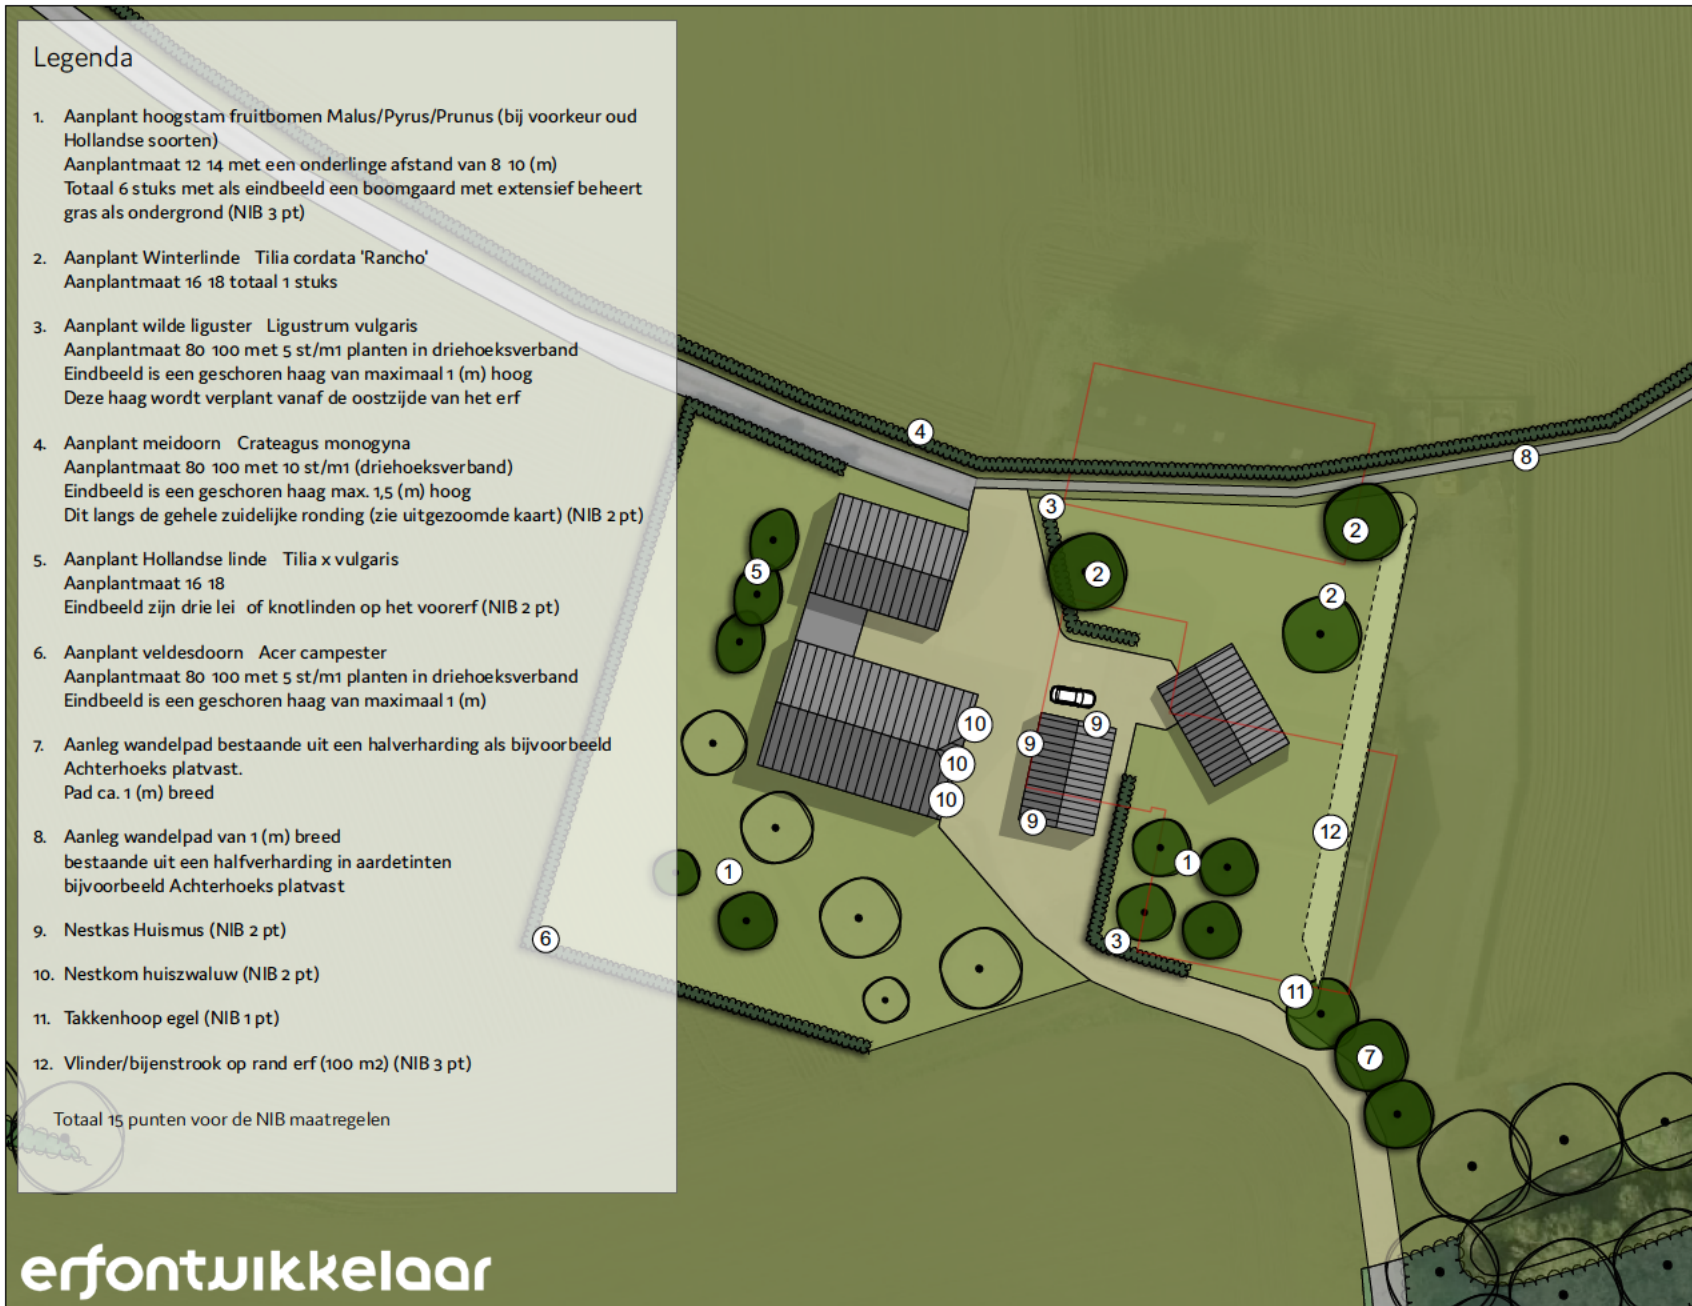 Legenda
1. Aanplant hoogstam fruitbomen Malus/Pyrus/Prunus (bij voorkeur oud
Hollandse soorten)
Aanplantmaat 12 14 met een onderlinge afstand van 8 10 (m)
Totaal 6 stuks met als eindbeeld een boomgaard met extensief beheert
gras als ondergrond (NIB 3 pt)
2. Aanplant Winterlinde Tilia cordata 'Rancho'
Aanplantmaat 16 18 totaal 1 stuks
3. Aanplant wilde liguster Ligustrum vulgaris
Aanplantmaat 80 100 met 5 st/m1 planten in driehoeksverband
Eindbeeld is een geschoren haag van maximaal 1 (m) hoog
Deze haag wordt verplant vanaf de oostzijde van het erf
4. Aanplant meidoorn Crateagus monogyna
Aanplantmaat 80 100 met 10 st/m1 (driehoeksverband)
Eindbeeld is een geschoren haag max. 1,5 (m) hoog
Dit langs de gehele zuidelijke ronding (zie uitgezoomde kaart) (NIB 2 pt)
5. Aanplant Hollandse linde Tilia x vulgaris
Aanplantmaat 16 18
Eindbeeld zijn drie lei of knotlinden op het voorerf (NIB 2 pt)
6. Aanplant veldesdoorn Acer campester
Aanplantmaat 80 100 met 5 st/m1 planten in driehoeksverband
Eindbeeld is een geschoren haag van maximaal 1 (m)
7. Aanleg wandelpad bestaande uit een halverharding als bijvoorbeeld
Achterhoeks platvast.
Pad ca. 1 (m) breed
8. Aanleg wandelpad van 1 (m) breed
bestaande uit een halfverharding in aardetinten
bijvoorbeeld Achterhoeks platvast
9. Nestkas Huismus (NIB 2 pt)
10. Nestkom huiszwaluw (NIB 2 pt)
11. Takkenhoop egel (NIB 1 pt)
12. Vlinder/bijenstrook op rand erf (100 m2) (NIB 3 pt)
Totaal 15 punten voor de NIB maatregelen
4
8
3
2
2
5
2
2
10
9
9
10
10
9
12
1
1
6
3
11
7
erfontwikkelaar